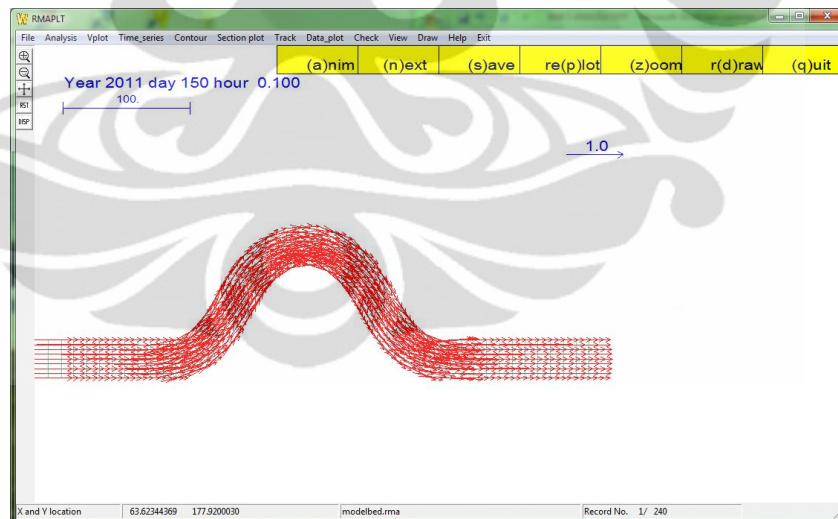 RMAPLT
File Analysis Vplot Time_series Contour Section plot Track Data_plot Check View Draw Help Exit
(a)nim (n)ext (s)ave re(p)lot (z)oom r(d)raw (q)uit
Year 2011 day 150 hour 0.100
100.
RST
DISP
1.0
X and Y location 63.62344369 177.9200030 modelbed.rma Record No. 1/ 240